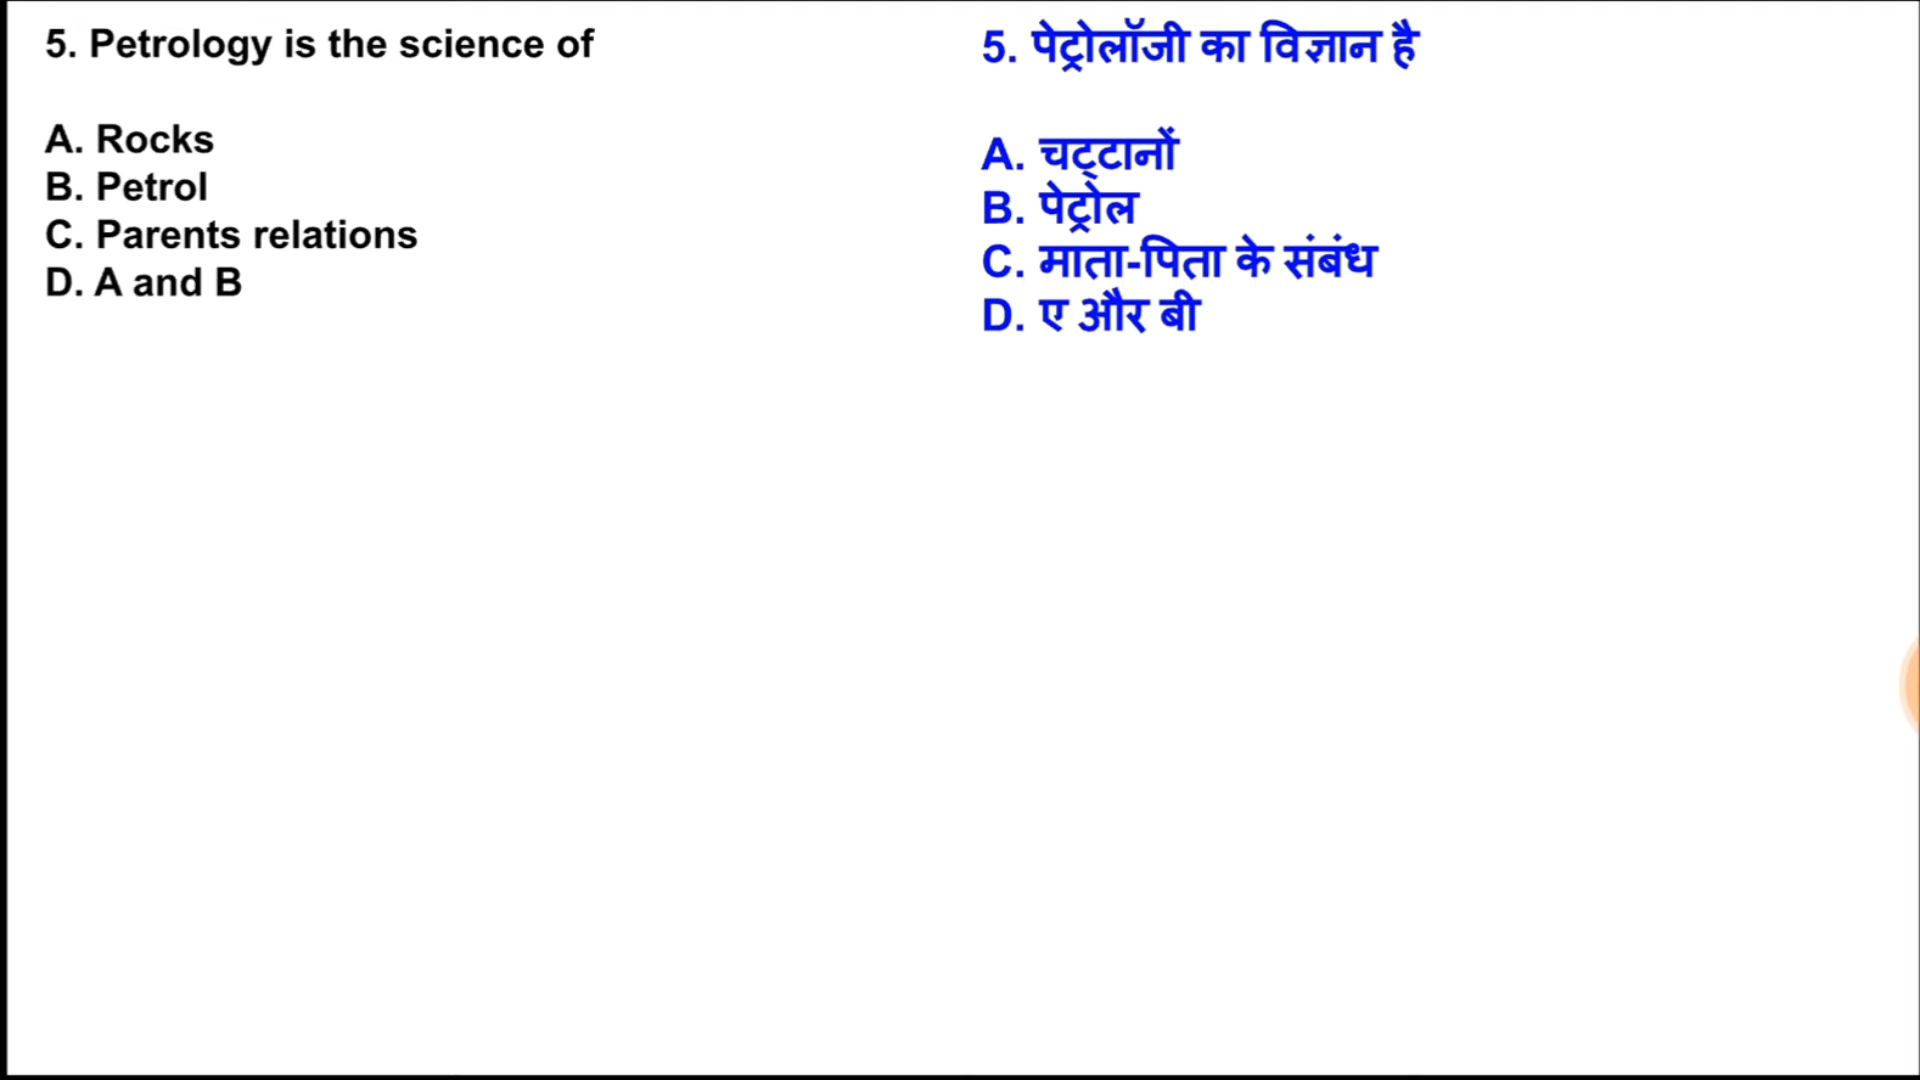 5. Petrology is the science of
A. Rocks
B. Petrol
C. Parents relations
D. A and B
5. पेट्रोलॉजी का विज्ञान है
A. चट्टानों
B. पेट्रोल
C. माता-पिता के संबंध
D. ए और बी